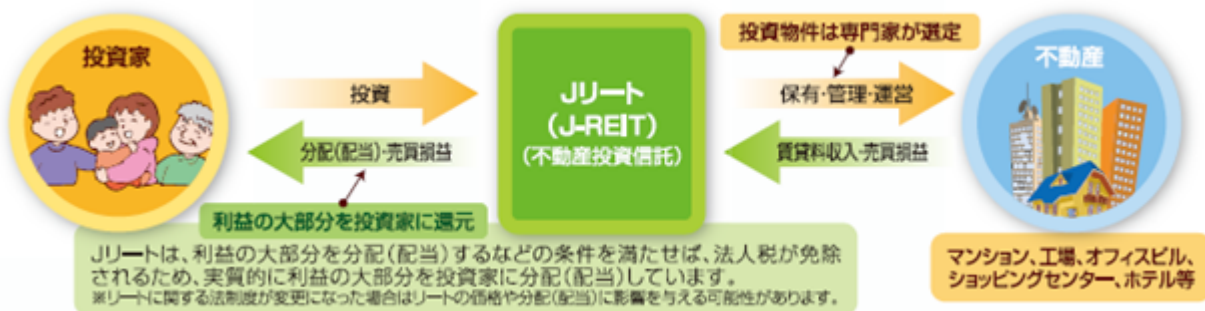 投資家
投資
分配(配当)・売買損益
利益の大部分を投資家に還元
Jリート
(J-REIT)
(不動産投資信託)
投資物件は専門家が選定
保有・管理・運営
賃貸料収入・売買損益
不動産
マンション、工場、オフィスビル、
ショッピングセンター、ホテル等
Jリートは、利益の大部分を分配(配当)するなどの条件を満たせば、法人税が免除
されるため、実質的に利益の大部分を投資家に分配(配当)しています。
※リートに関する法制度が変更になった場合はリートの価格や分配(配当)に影響を与える可能性があります。